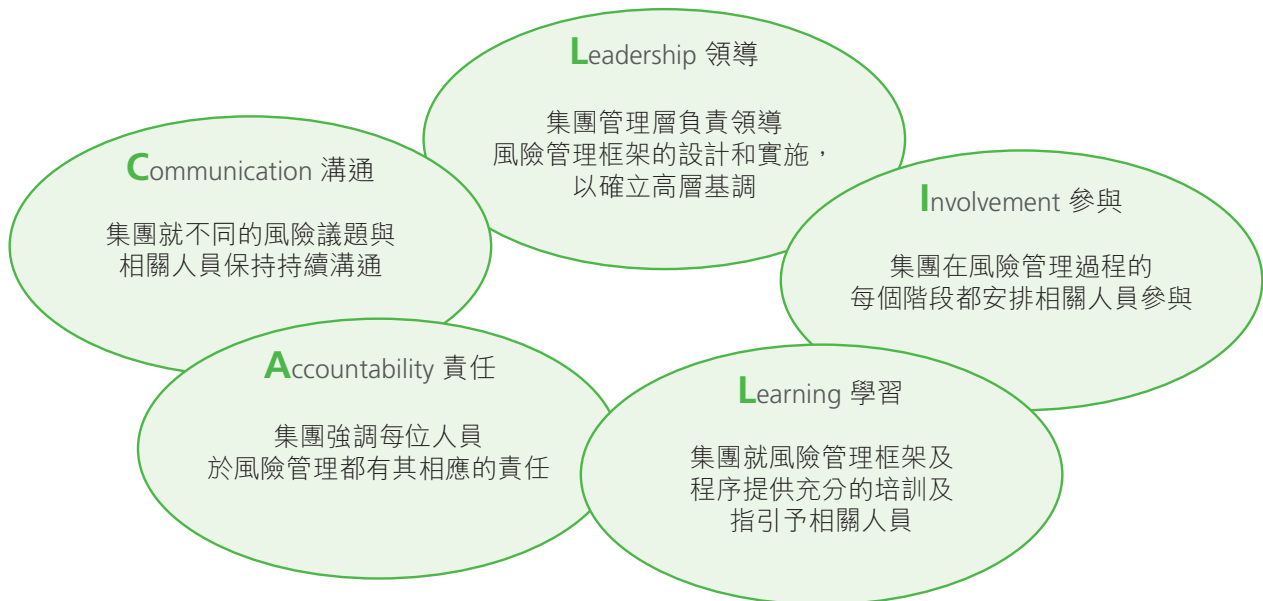 Leadership 領導
集團管理層負責領導
風險管理框架的設計和實施，
以確立高層基調
Communication 溝通
集團就不同的風險議題與
相關人員保持持續溝通
Involvement 參與
集團在風險管理過程的
每個階段都安排相關人員參與
Accountability 責任
集團強調每位人員
於風險管理都有其相應的責任
Learning 學習
集團就風險管理框架及
程序提供充分的培訓及
指引予相關人員